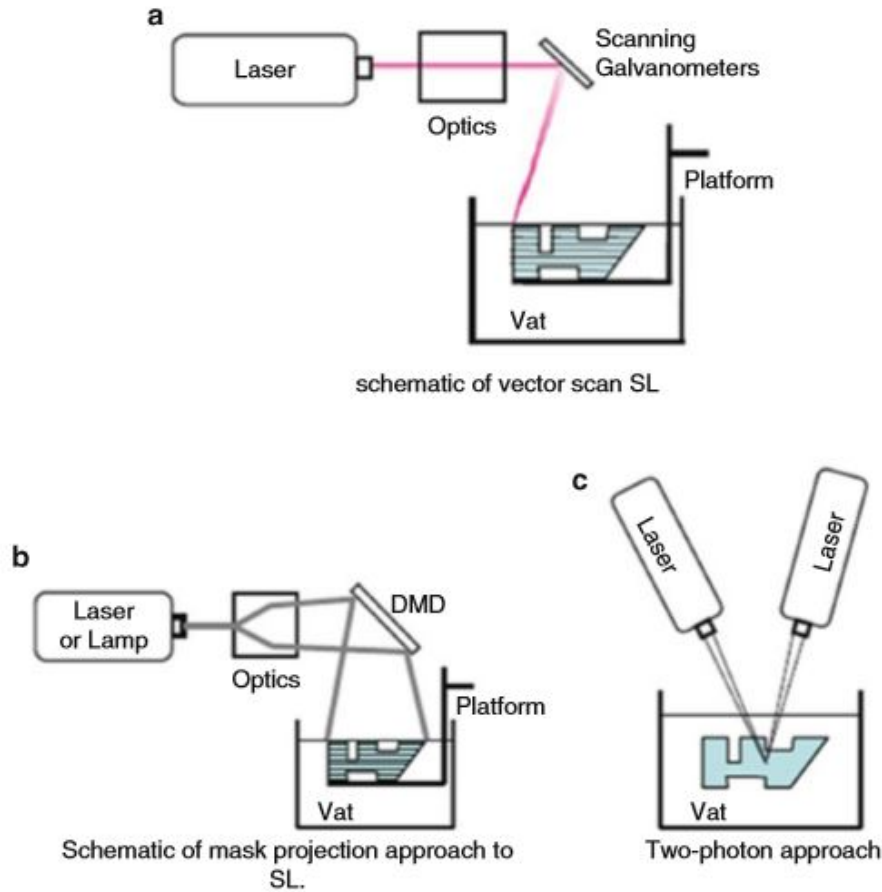 a
Laser
Optics
Scanning
Galvanometers
Platform
Vat
schematic of vector scan SL
b
Laser
or Lamp
Optics
DMD
Platform
Vat
Schematic of mask projection approach to
SL.
c
Laser
Laser
Vat
Two-photon approach